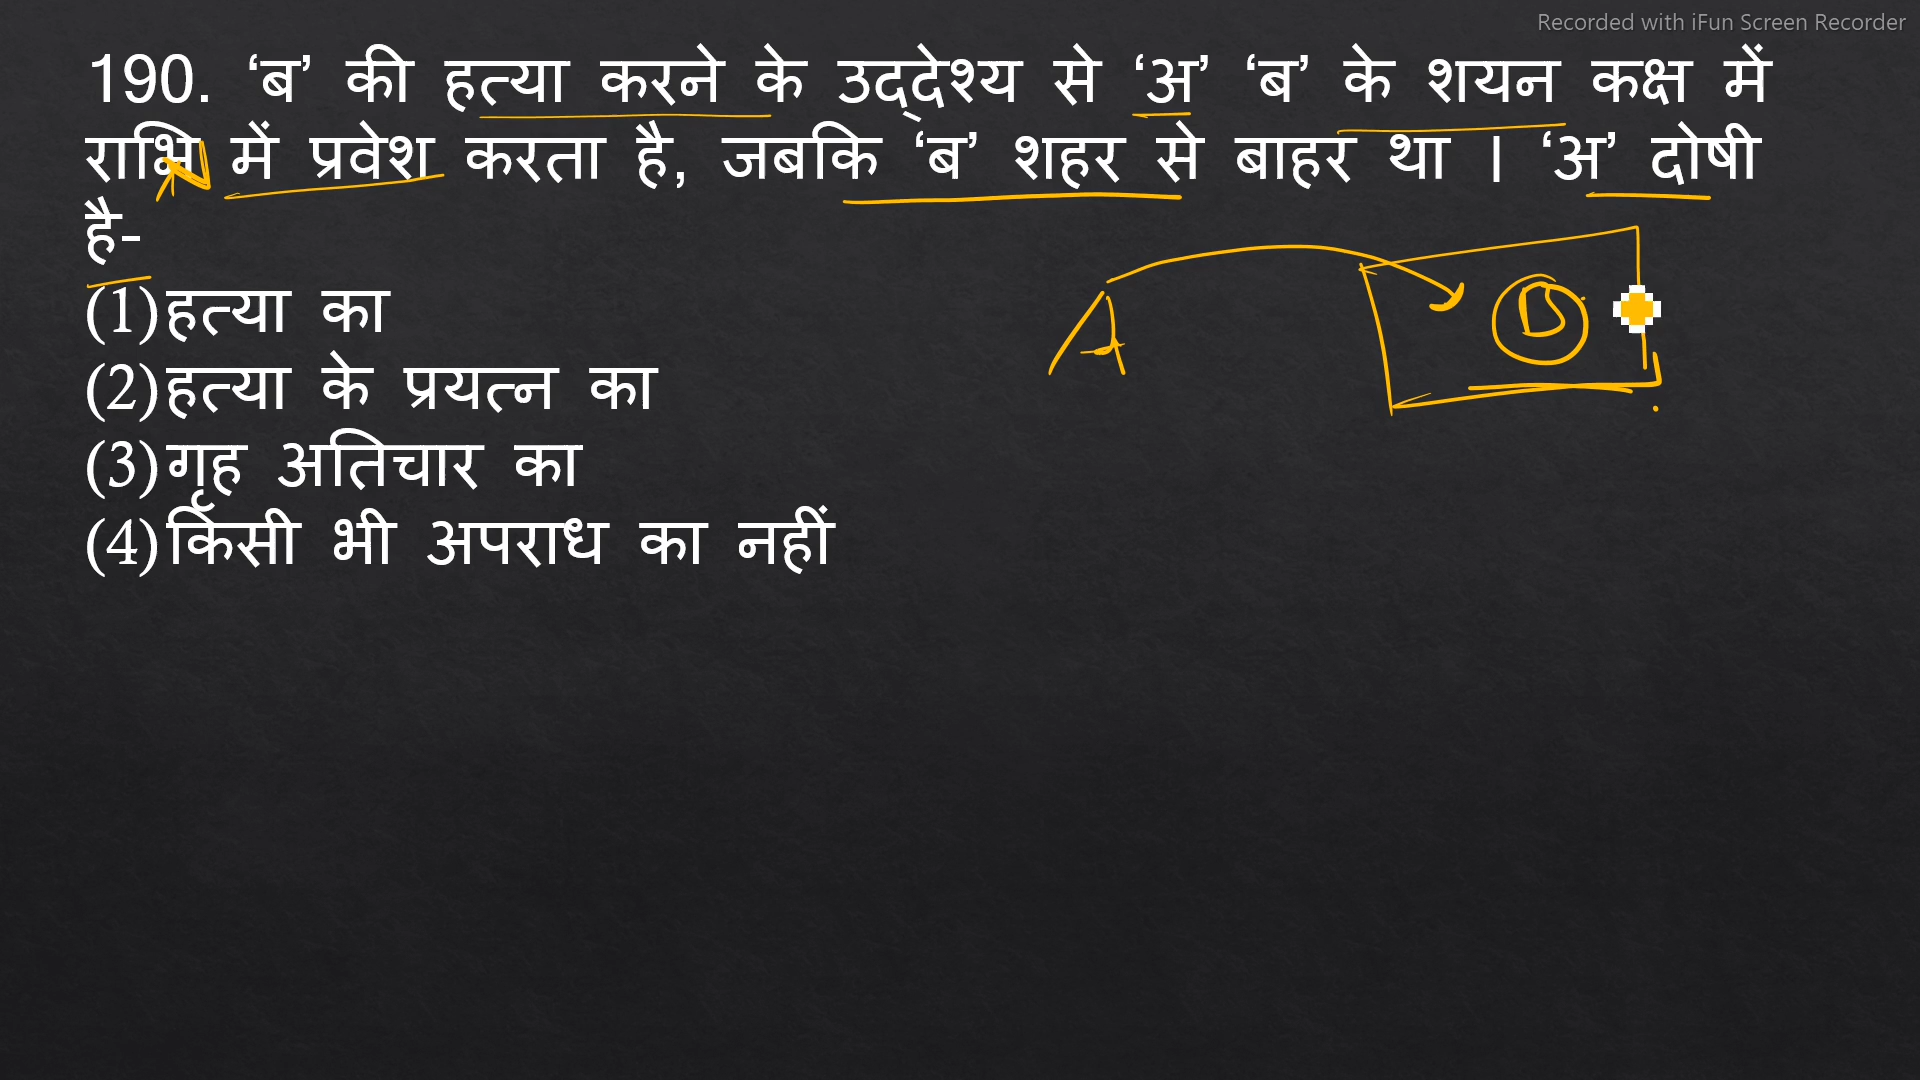 Recorded with iFun Screen Recorder
190. ‘ब’ की हत्या करने के उद्देश्य से ‘अ’ ‘ब’ के शयन कक्ष में
में प्रवेश करता है, जबकि ‘ब’ शहर से बाहर था । ‘अ’ दोषी
है-
(1)हत्या का
(2)हत्या के प्रयत्न का
(3)गृह अतिचार का
(4)किसी भी अपराध का नहीं
A
B